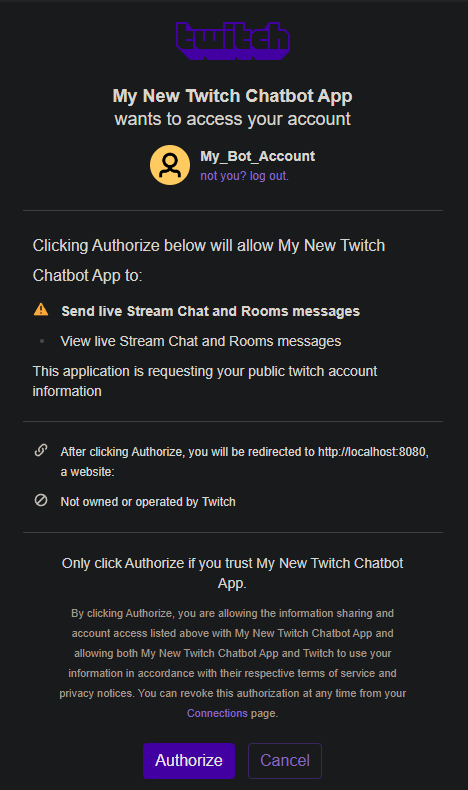 twitch
My New Twitch Chatbot App
wants to access your account
My_Bot_Account
not you? log out.
Clicking Authorize below will allow My New Twitch
Chatbot App to:
Send live Stream Chat and Rooms messages
View live Stream Chat and Rooms messages
This application is requesting your public twitch account
information
After clicking Authorize, you will be redirected to http://localhost:8080,
a website:
Not owned or operated by Twitch
Only click Authorize if you trust My New Twitch Chatbot
App.
By clicking Authorize, you are allowing the information sharing and
account access listed above with My New Twitch Chatbot App and
allowing both My New Twitch Chatbot App and Twitch to use your
information in accordance with their respective terms of service and
privacy notices. You can revoke this authorization at any time from your
Connections page.
Authorize Cancel